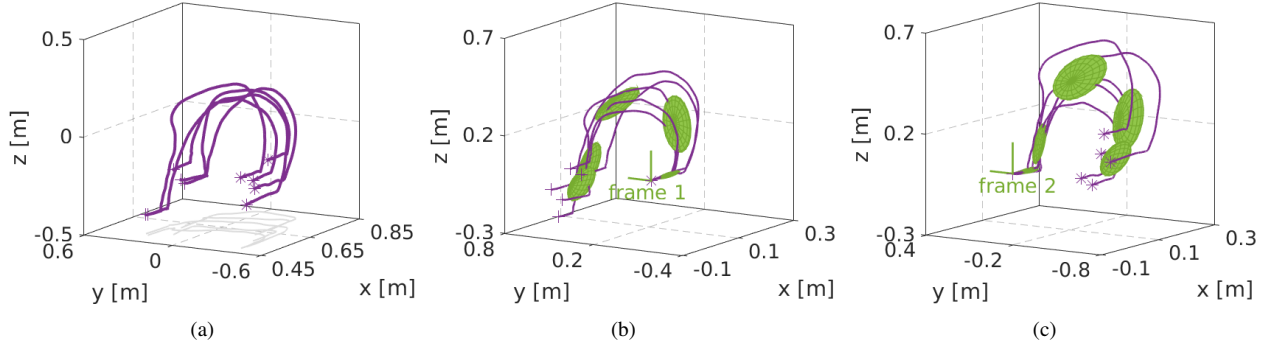 0.5
0
-0.5
z [m]
0.6
0
-0.6
y [m]
0.45
0.65
0.85
x [m]
(a)
0.7
0.2
-0.3
z [m]
0.8
0.2
-0.4
y [m]
-0.1
0.1
0.3
x [m]
frame 1
(b)
0.7
0.2
-0.3
z [m]
0.4
-0.2
-0.8
y [m]
-0.1
0.1
0.3
x [m]
frame 2
(c)